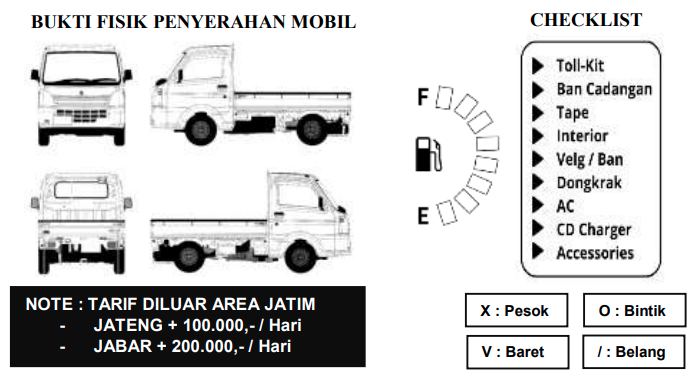 BUKTI FISIK PENYERAHAN MOBIL
CHECKLIST
F
E
Toll-Kit
Ban Cadangan
Tape
Interior
Velg / Ban
Dongkrak
AC
CD Charger
Accessories
NOTE : TARIF DILUAR AREA JATIM
- JATENG + 100.000,- / Hari
- JABAR + 200.000,- / Hari
X : Pesok
O : Bintik
V : Baret
/ : Belang